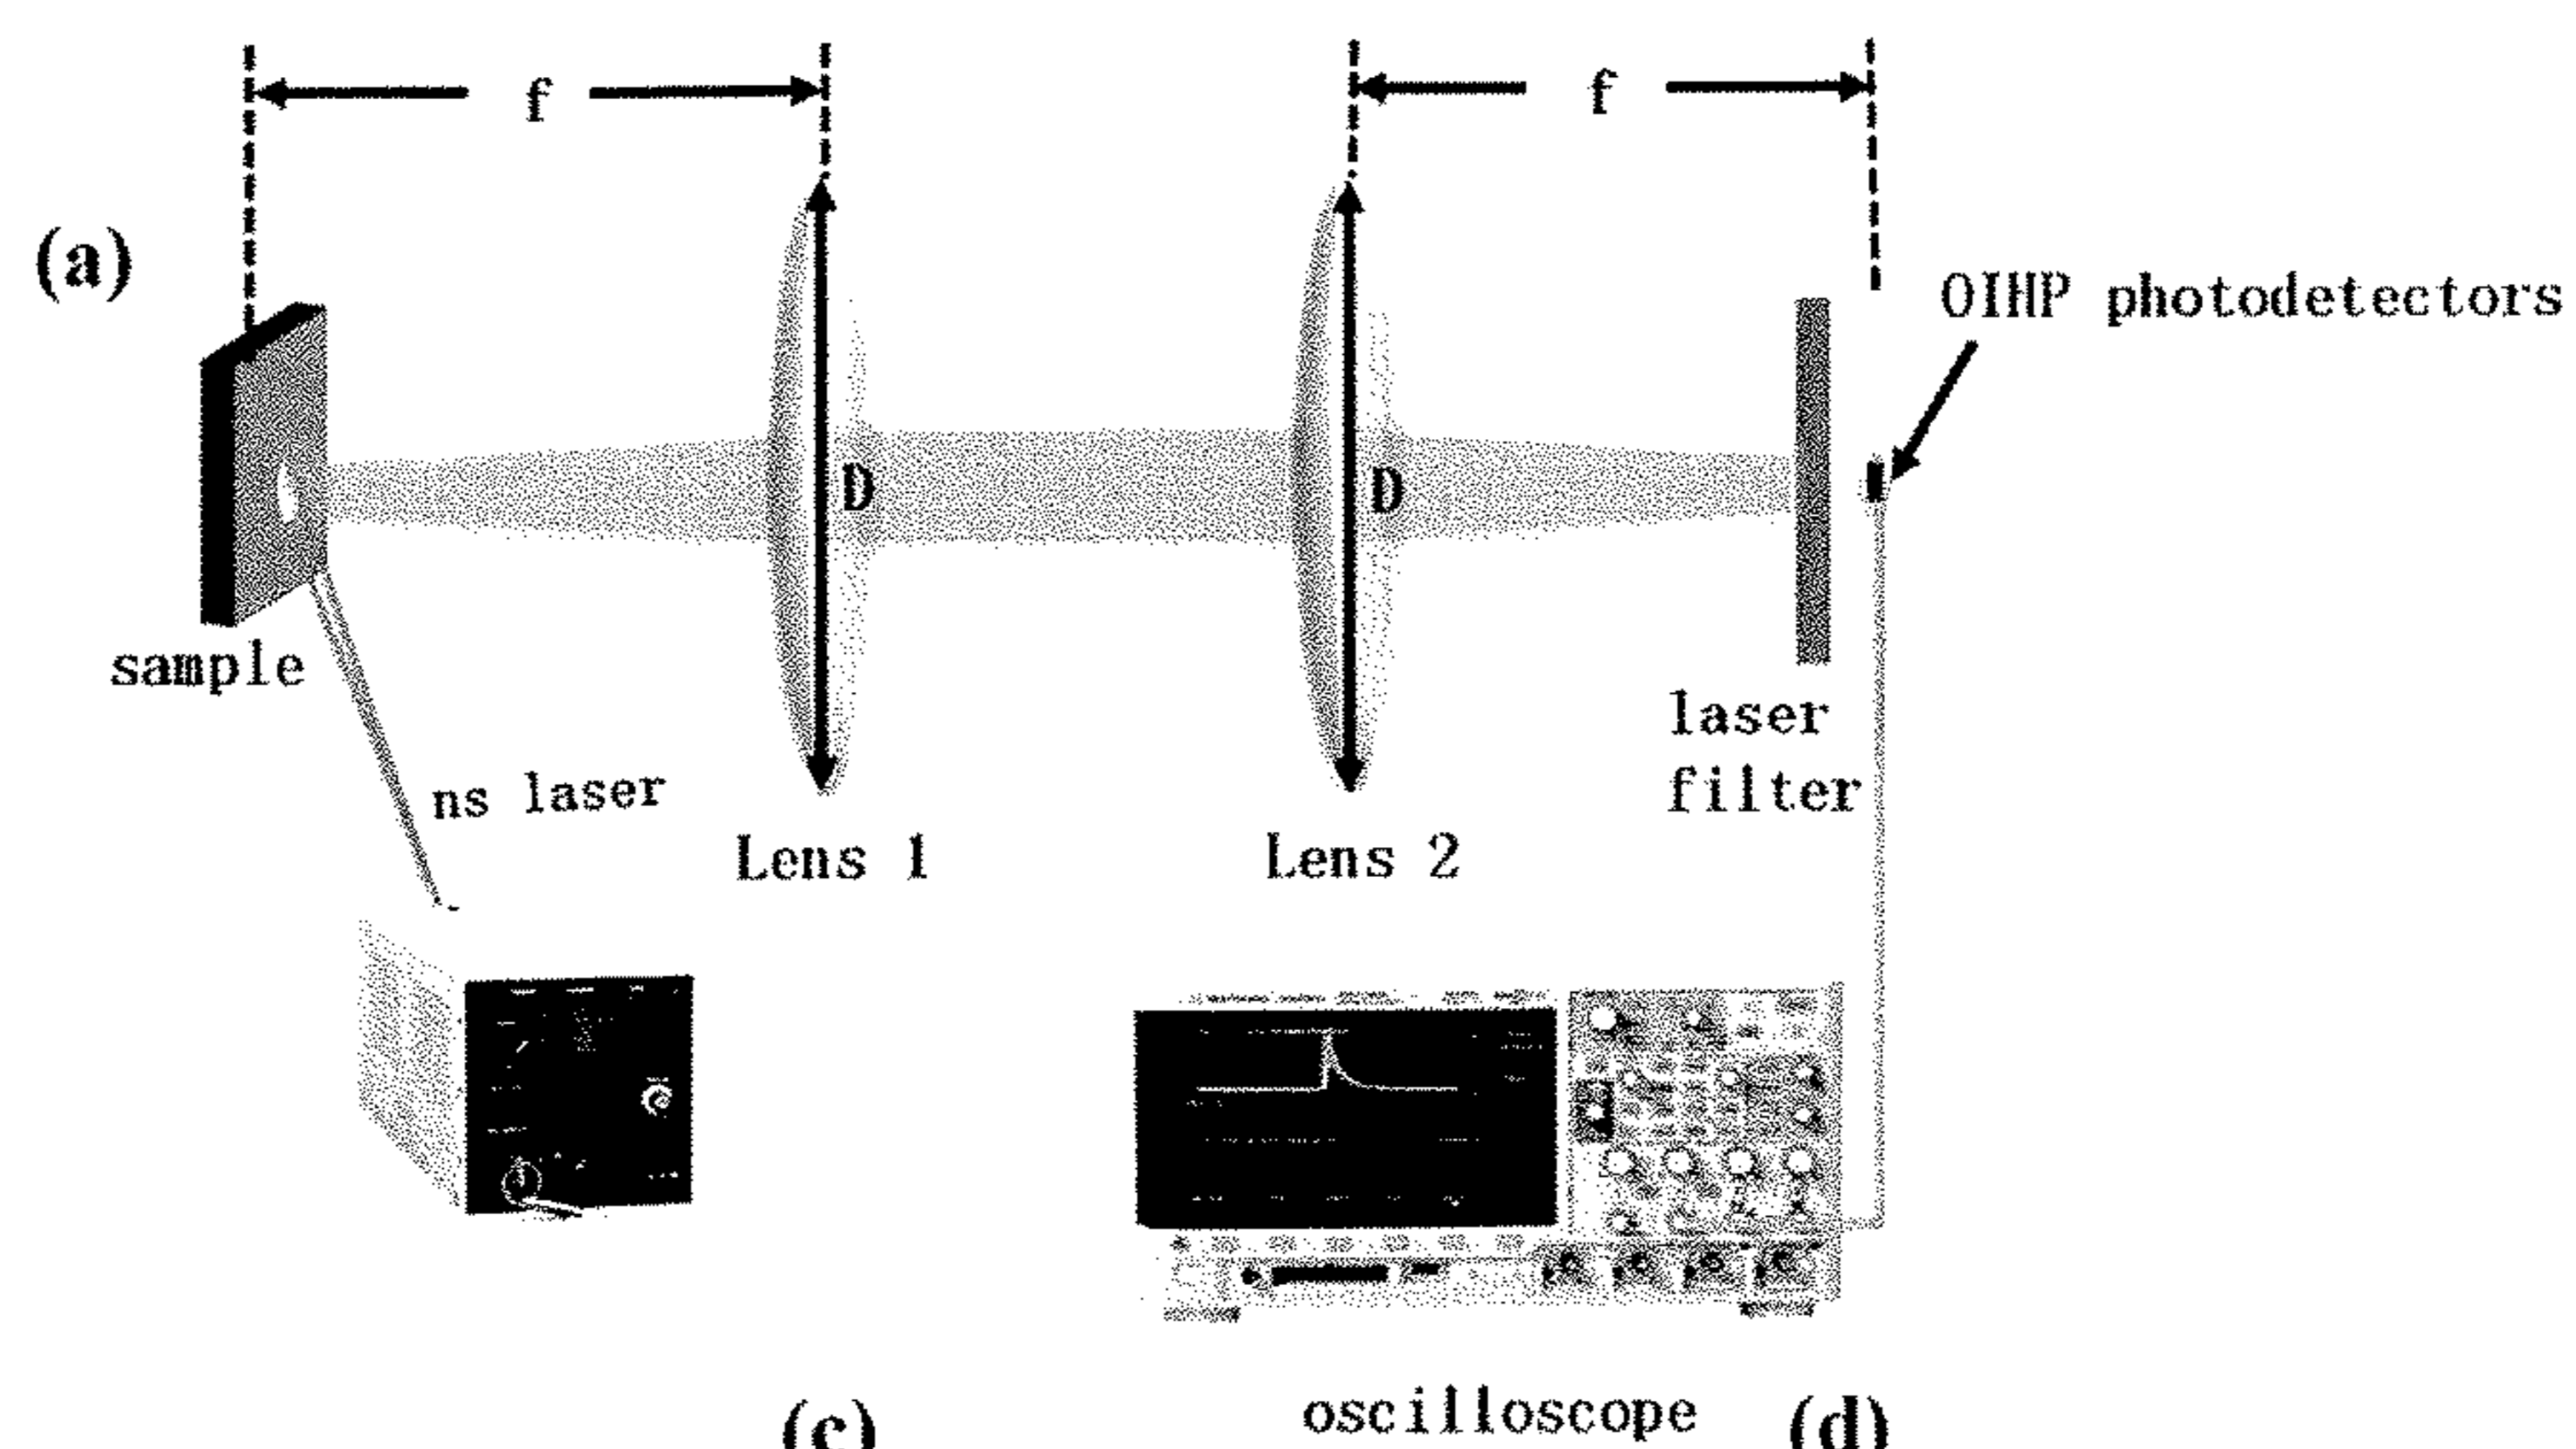 f
f
(a)
OIHP photodetectors
D
D
sample
laser
filter
ns laser
Lens 1
Lens 2
oscilloscope
(c)
(d)